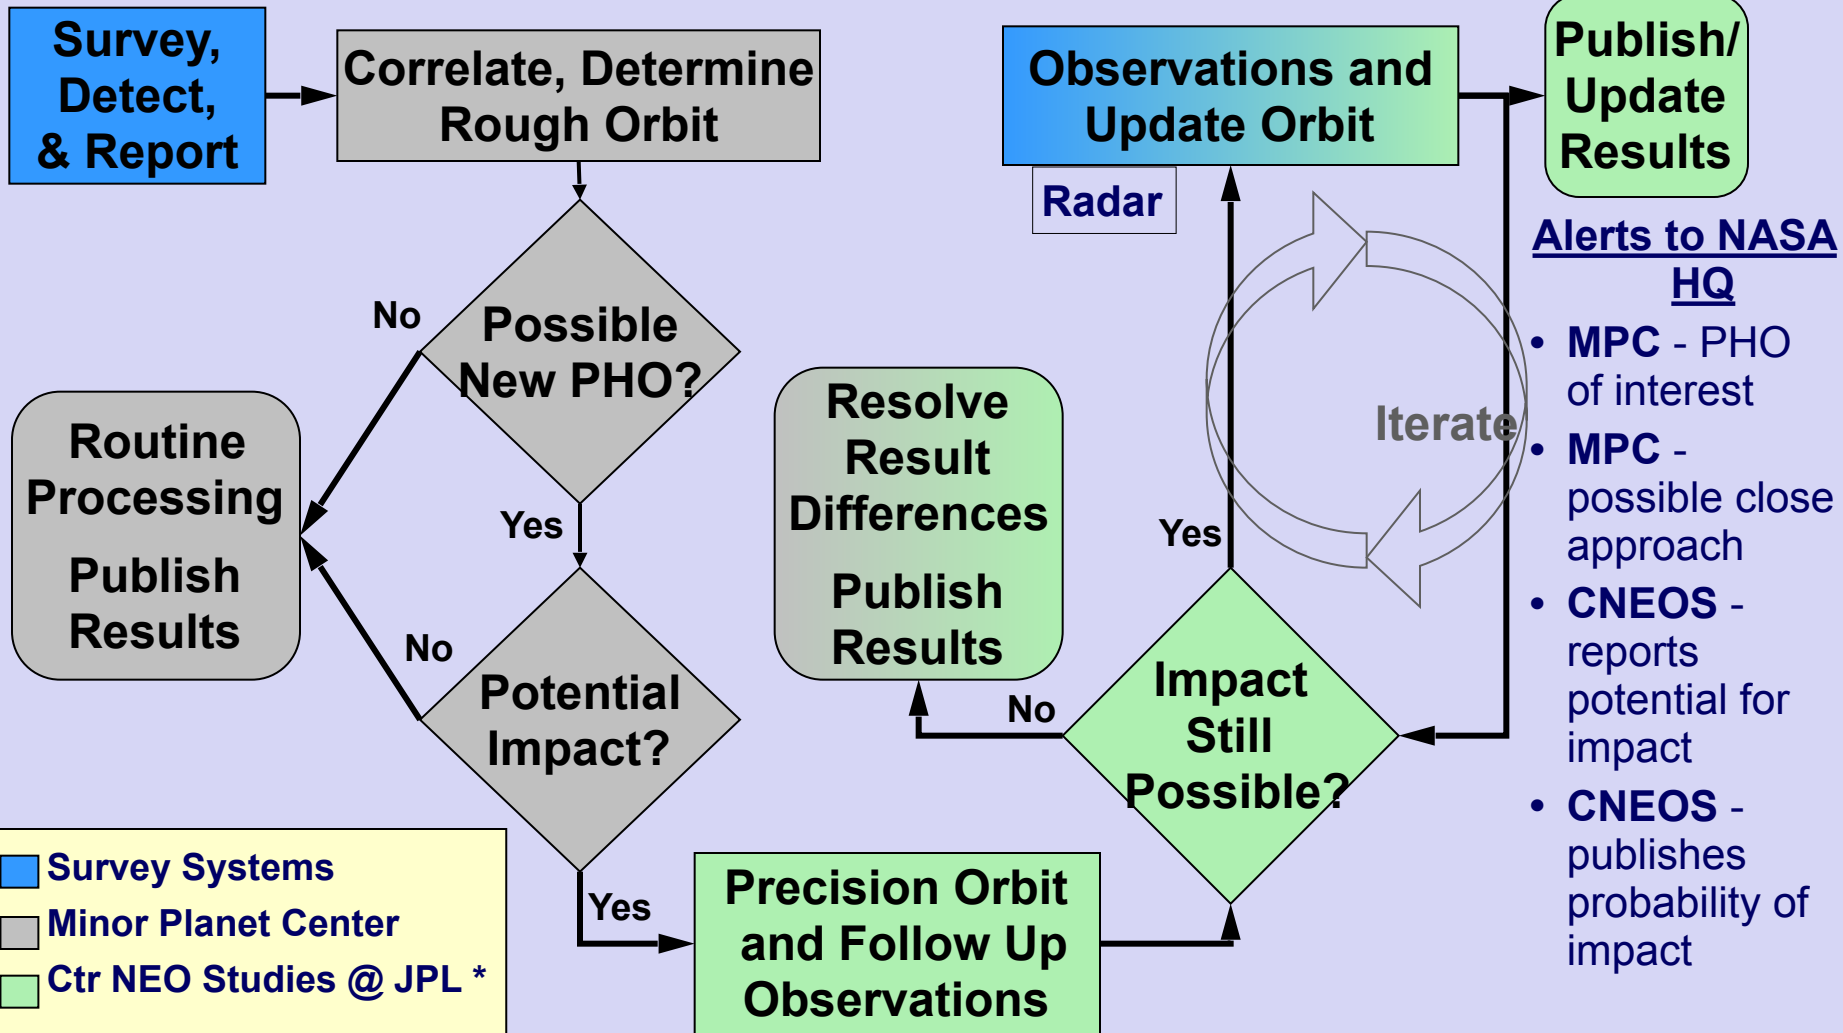 Survey,
Detect,
& Report
Correlate, Determine
Rough Orbit
Observations and
Update Orbit
Publish/
Update
Results
Radar
Alerts to NASA
HQ
• MPC - PHO
of interest
• MPC -
possible close
approach
• CNEOS -
reports
potential for
impact
• CNEOS -
publishes
probability of
impact
No
Possible
New PHO?
Routine
Processing
Publish
Results
Yes
No
Potential
Impact?
Yes
Resolve
Result
Differences
Publish
Results
Iterate
Yes
No
Impact
Still
Possible?
Precision Orbit
and Follow Up
Observations
Survey Systems
Minor Planet Center
Ctr NEO Studies @ JPL *